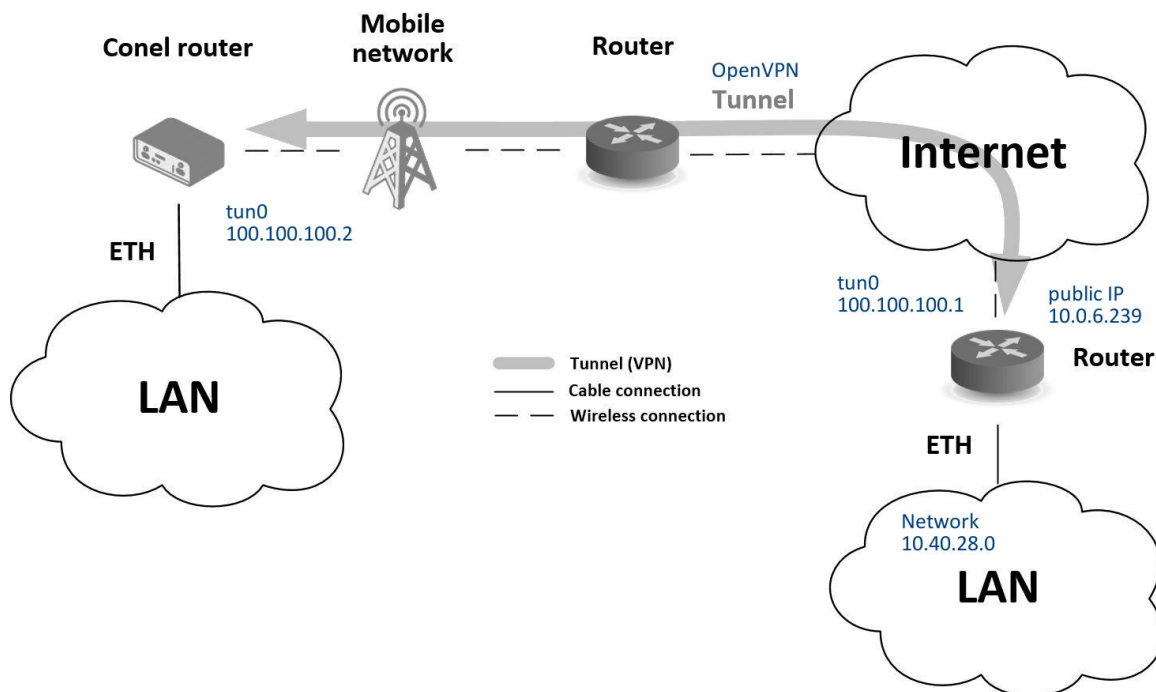 Conel router
Mobile
network
Router
OpenVPN
Tunnel
Internet
tun0
100.100.100.2
ETH
LAN
tun0
100.100.100.1
public IP
10.0.6.239
Router
Tunnel (VPN)
Cable connection
Wireless connection
ETH
Network
10.40.28.0
LAN